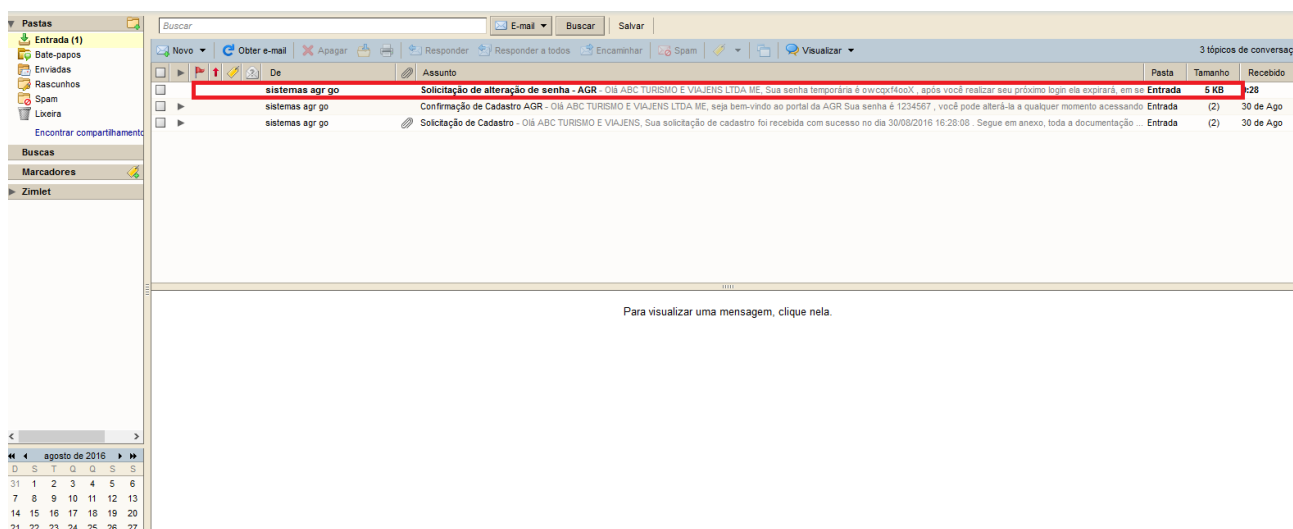 Pastas
Entrada (1)
Bate-papos
Enviadas
Rascunhos
Spam
Lixeira
Encontrar compartilhamento
Buscas
Marcadores
Zimlet
Buscar E-mail Buscar Salvar
Novo Obter e-mail Apagar Responder Responder a todos Encaminhar Spam Visualizar 3 tópicos de conversaç
De Assunto Pasta Tamanho Recebido
sistemas agr go Solicitação de alteração de senha - AGR - Olá ABC TURISMO E VIAJENS LTDA ME, Sua senha temporária é owcqxf4ooX , após você realizar seu próximo login ela expirará, em se Entrada 5 KB :28
sistemas agr go Confirmação de Cadastro AGR - Olá ABC TURISMO E VIAJENS LTDA ME, seja bem-vindo ao portal da AGR Sua senha é 1234567 , você pode alterá-la a qualquer momento acessando Entrada (2) 30 de Ago
sistemas agr go Solicitação de Cadastro - Olá ABC TURISMO E VIAJENS, Sua solicitação de cadastro foi recebida com sucesso no dia 30/08/2016 16:28:08 . Segue em anexo, toda a documentação ... Entrada (2) 30 de Ago
Para visualizar uma mensagem, clique nela.
agosto de 2016
D S T Q Q S S
31 1 2 3 4 5 6
7 8 9 10 11 12 13
14 15 16 17 18 19 20
21 22 23 24 25 26 27